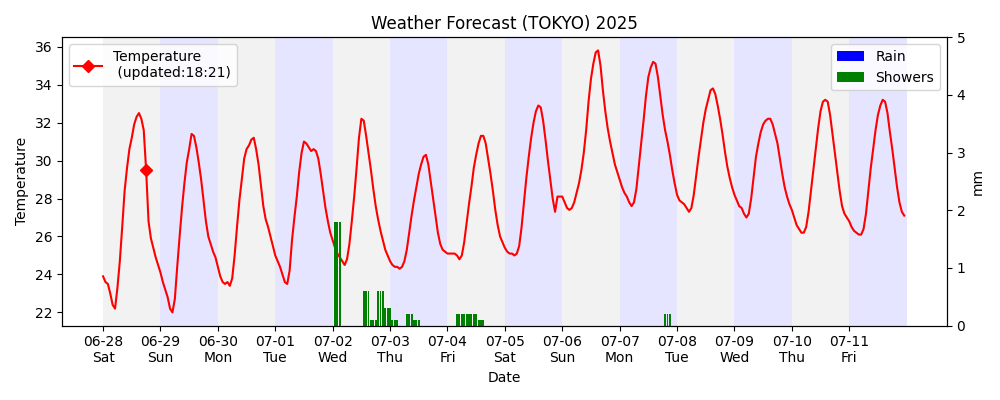 Weather Forecast (TOKYO) 2025
Temperature
(updated:18:21)
Rain
Showers
Temperature
36
34
32
30
28
26
24
22
5
4
3
2
1
0
mm
06-28 06-29 06-30 07-01 07-02 07-03 07-04 07-05 07-06 07-07 07-08 07-09 07-10 07-11
Sat Sun Mon Tue Wed Thu Fri Sat Sun Mon Tue Wed Thu Fri
Date